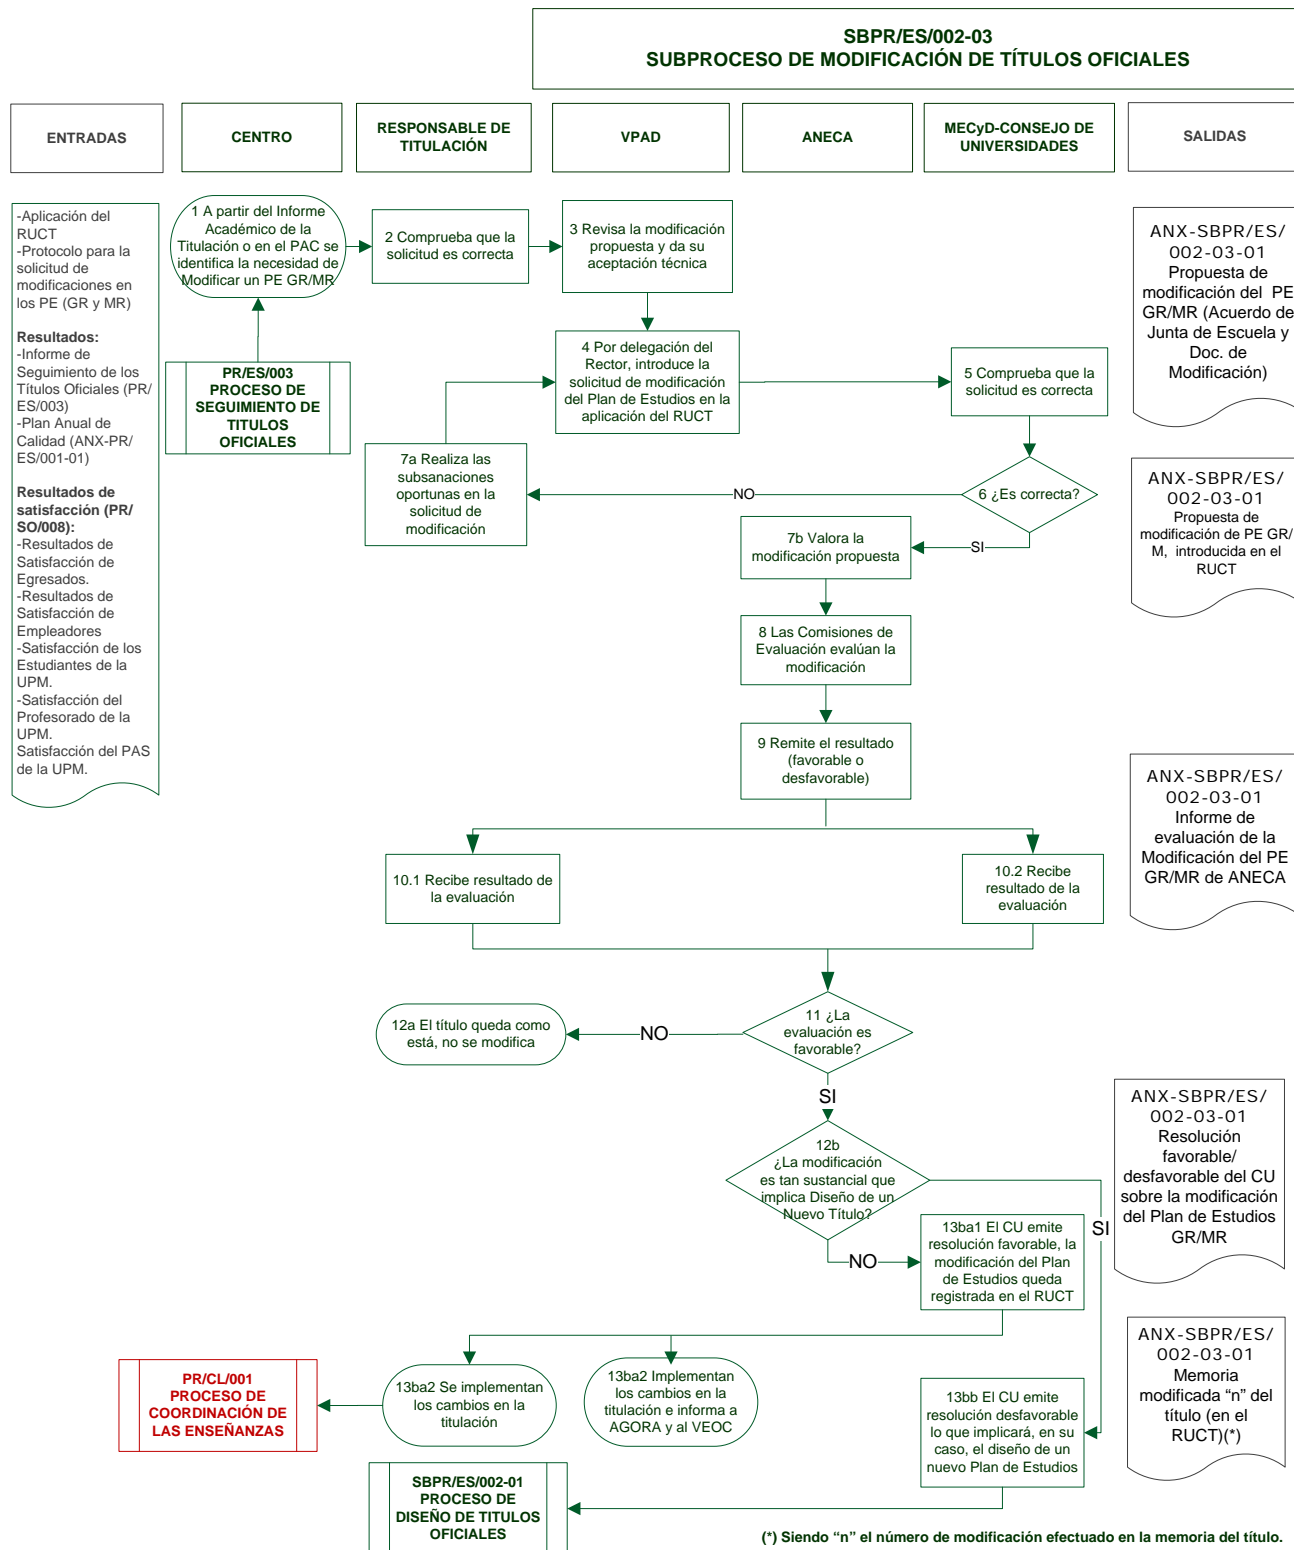 SBPR/ES/002-03
SUBPROCESO DE MODIFICACIÓN DE TÍTULOS OFICIALES
ENTRADAS
CENTRO
RESPONSABLE DE
TITULACIÓN
VPAD
ANECA
MECyD-CONSEJO DE
UNIVERSIDADES
SALIDAS
-Aplicación del
RUCT
-Protocolo para la
solicitud de
modificaciones en
los PE (GR y MR)
Resultados:
-Informe de
Seguimiento de los
Títulos Oficiales (PR/
ES/003)
-Plan Anual de
Calidad (ANX-PR/
ES/001-01)
Resultados de
satisfacción (PR/
SO/008):
-Resultados de
Satisfacción de
Egresados.
-Resultados de
Satisfacción de
Empleadores
-Satisfacción de los
Estudiantes de la
UPM.
-Satisfacción del
Profesorado de la
UPM.
Satisfacción del PAS
de la UPM.
1 A partir del Informe
Académico de la
Titulación o en el PAC se
identifica la necesidad de
Modificar un PE GR/MR
2 Comprueba que la
solicitud es correcta
3 Revisa la modificación
propuesta y da su
aceptación técnica
PR/ES/003
PROCESO DE
SEGUIMIENTO DE
TITULOS
OFICIALES
4 Por delegación del
Rector, introduce la
solicitud de modificación
del Plan de Estudios en la
aplicación del RUCT
5 Comprueba que la
solicitud es correcta
6 ¿Es correcta?
NO
SI
7a Realiza las
subsanaciones
oportunas en la
solicitud de
modificación
7b Valora la
modificación propuesta
8 Las Comisiones de
Evaluación evalúan la
modificación
9 Remite el resultado
(favorable o
desfavorable)
10.1 Recibe resultado de
la evaluación
10.2 Recibe
resultado de la
evaluación
11 ¿La
evaluación es
favorable?
NO
12a El título queda como
está, no se modifica
SI
12b
¿La modificación
es tan sustancial que
implica Diseño de un
Nuevo Título?
NO
SI
13ba1 El CU emite
resolución favorable, la
modificación del Plan
de Estudios queda
registrada en el RUCT
13ba2 Se implementan
los cambios en la
titulación
13ba2 Implementan
los cambios en la
titulación e informa a
AGORA y al VEOC
PR/CL/001
PROCESO DE
COORDINACIÓN DE
LAS ENSEÑANZAS
13bb El CU emite
resolución desfavorable
lo que implicará, en su
caso, el diseño de un
nuevo Plan de Estudios
SBPR/ES/002-01
PROCESO DE
DISEÑO DE TITULOS
OFICIALES
ANX-SBPR/ES/
002-03-01
Propuesta de
modificación del PE
GR/MR (Acuerdo de
Junta de Escuela y
Doc. de
Modificación)
ANX-SBPR/ES/
002-03-01
Propuesta de
modificación de PE GR/
M, introducida en el
RUCT
ANX-SBPR/ES/
002-03-01
Informe de
evaluación de la
Modificación del PE
GR/MR de ANECA
ANX-SBPR/ES/
002-03-01
Resolución
favorable/
desfavorable del CU
sobre la modificación
del Plan de Estudios
GR/MR
ANX-SBPR/ES/
002-03-01
Memoria
modificada “n” del
título (en el
RUCT)(*)
(*) Siendo “n” el número de modificación efectuado en la memoria del título.